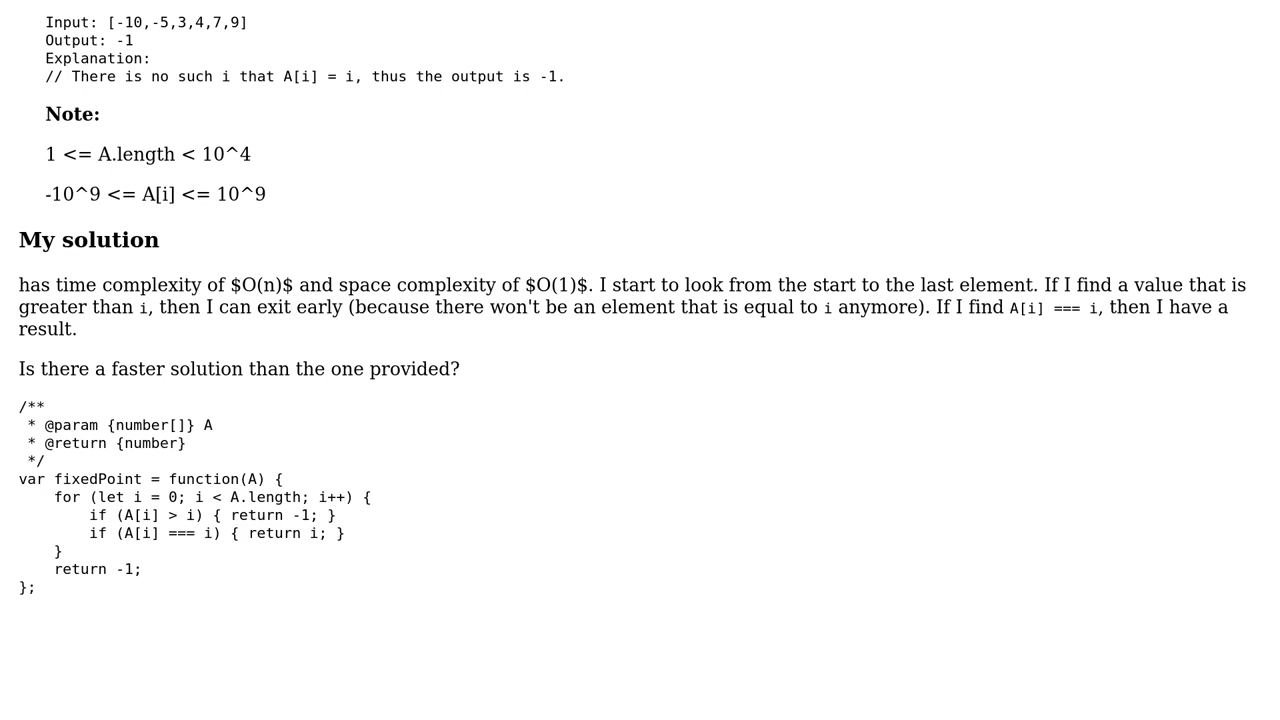 Input: [-10,-5,3,4,7,9]
Output: -1
Explanation:
// There is no such i that A[i] = i, thus the output is -1.
Note:
1 <= A.length < 10^4
-10^9 <= A[i] <= 10^9
My solution
has time complexity of $O(n)$ and space complexity of $O(1)$. I start to look from the start to the last element. If I find a value that is
greater than i, then I can exit early (because there won't be an element that is equal to i anymore). If I find A[i] === i, then I have a
result.
Is there a faster solution than the one provided?
/**
 * @param {number[]} A
 * @return {number}
 */
var fixedPoint = function(A) {
    for (let i = 0; i < A.length; i++) {
        if (A[i] > i) { return -1; }
        if (A[i] === i) { return i; }
    }
    return -1;
};